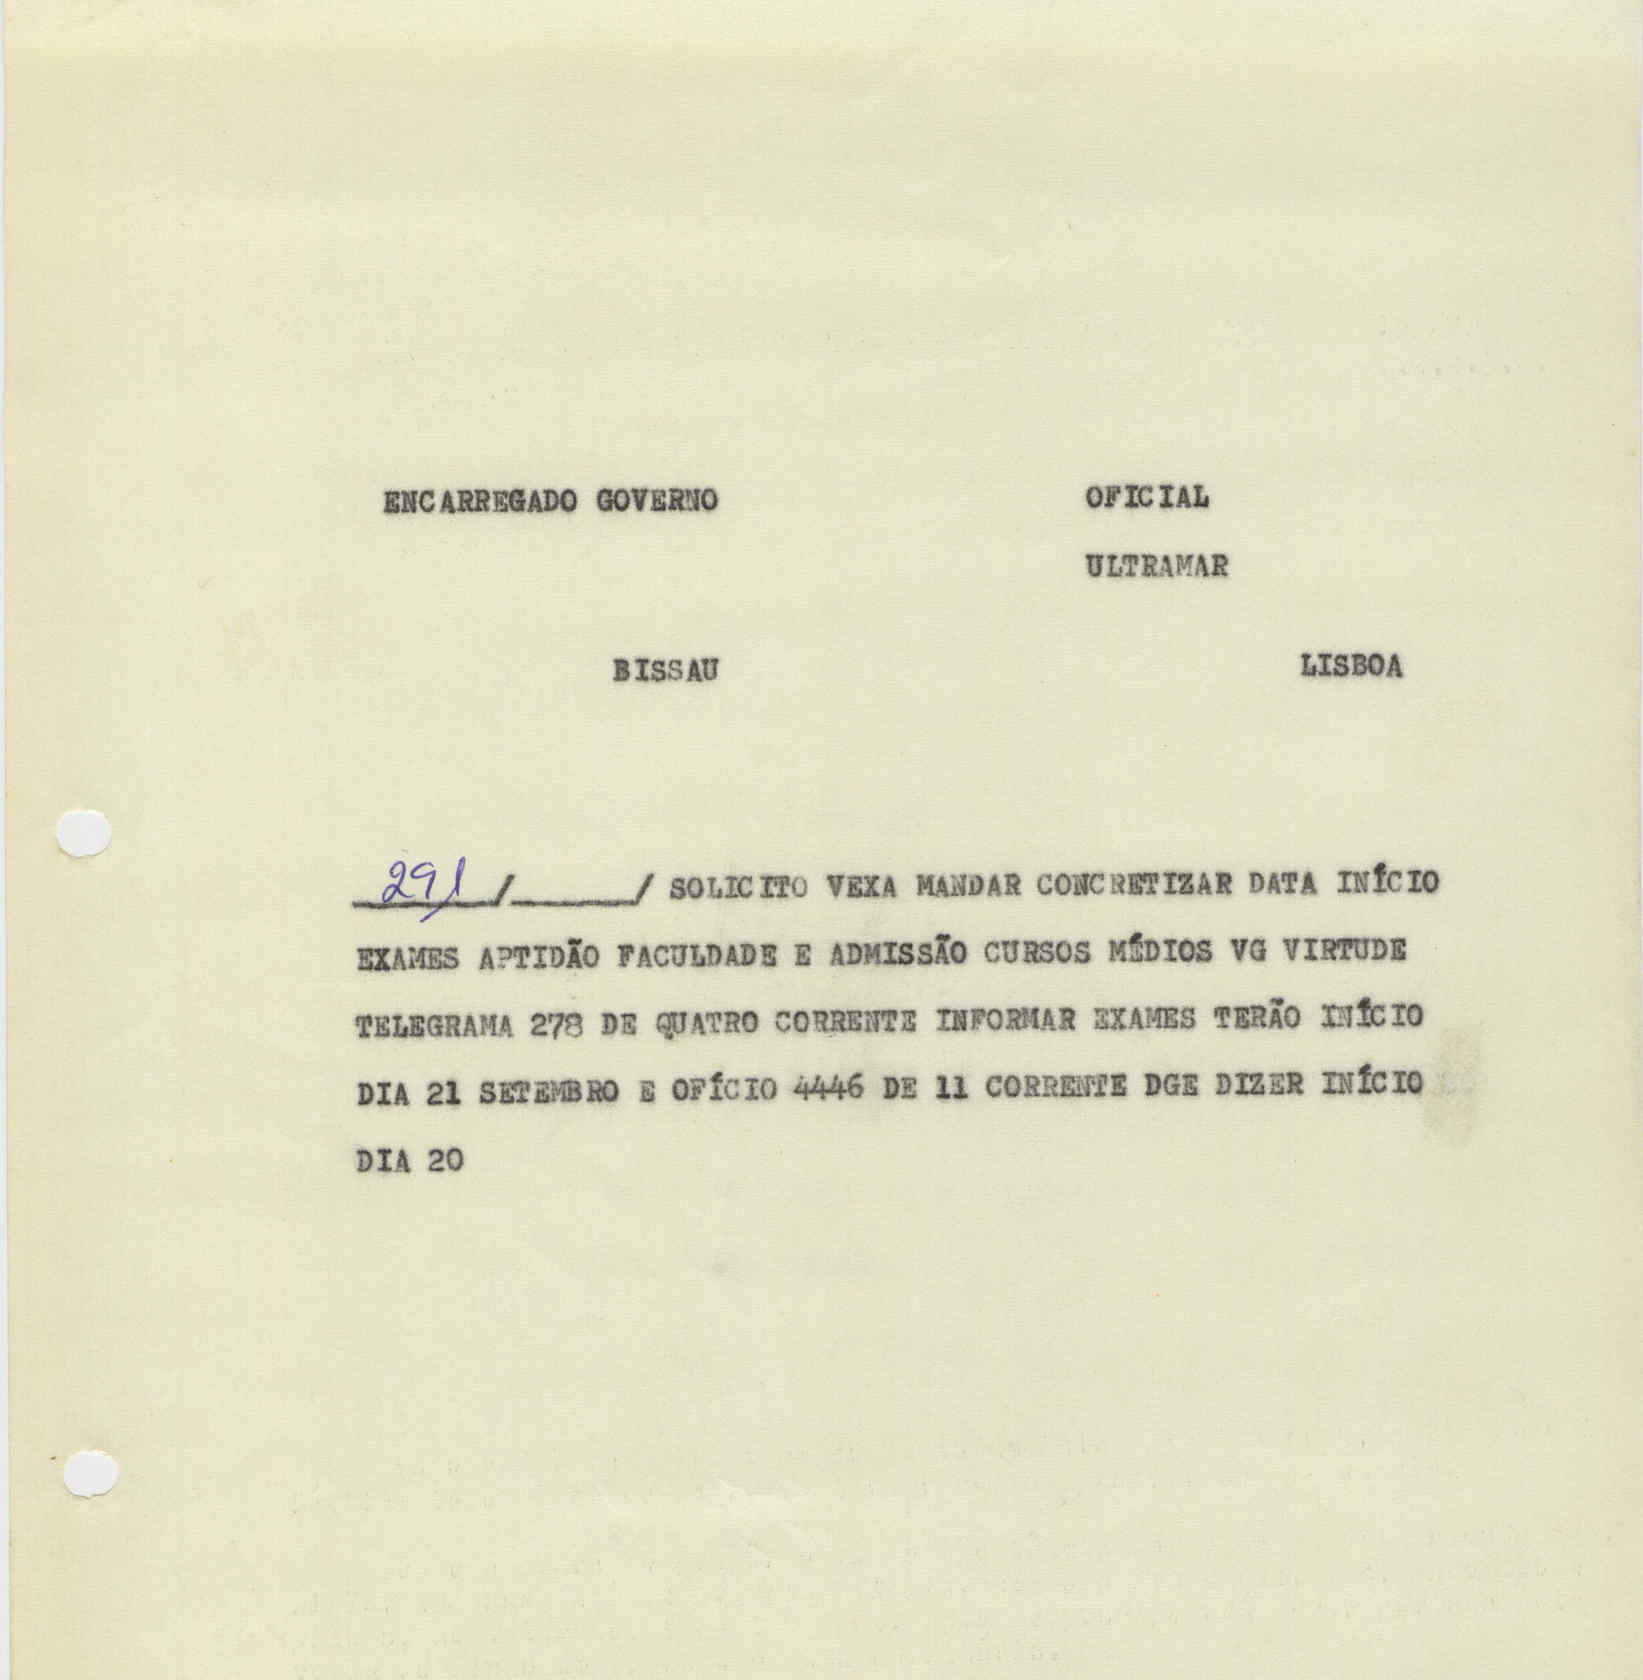 ENCARREGADO GOVERNO OFICIAL
ULTRAMAR
BISSAU LISBOA
291/ / SOLICITO VEXA MANDAR CONCRETIZAR DATA INÍCIO
EXAMES APTIDÃO FACULDADE E ADMISSÃO CURSOS MÉDIOS VG VIRTUDE
TELEGRAMA 278 DE QUATRO CORRENTE INFORMAR EXAMES TERÃO INÍCIO
DIA 21 SETEMBRO E OFÍCIO 4446 DE 11 CORRENTE DGE DIZER INÍCIO
DIA 20